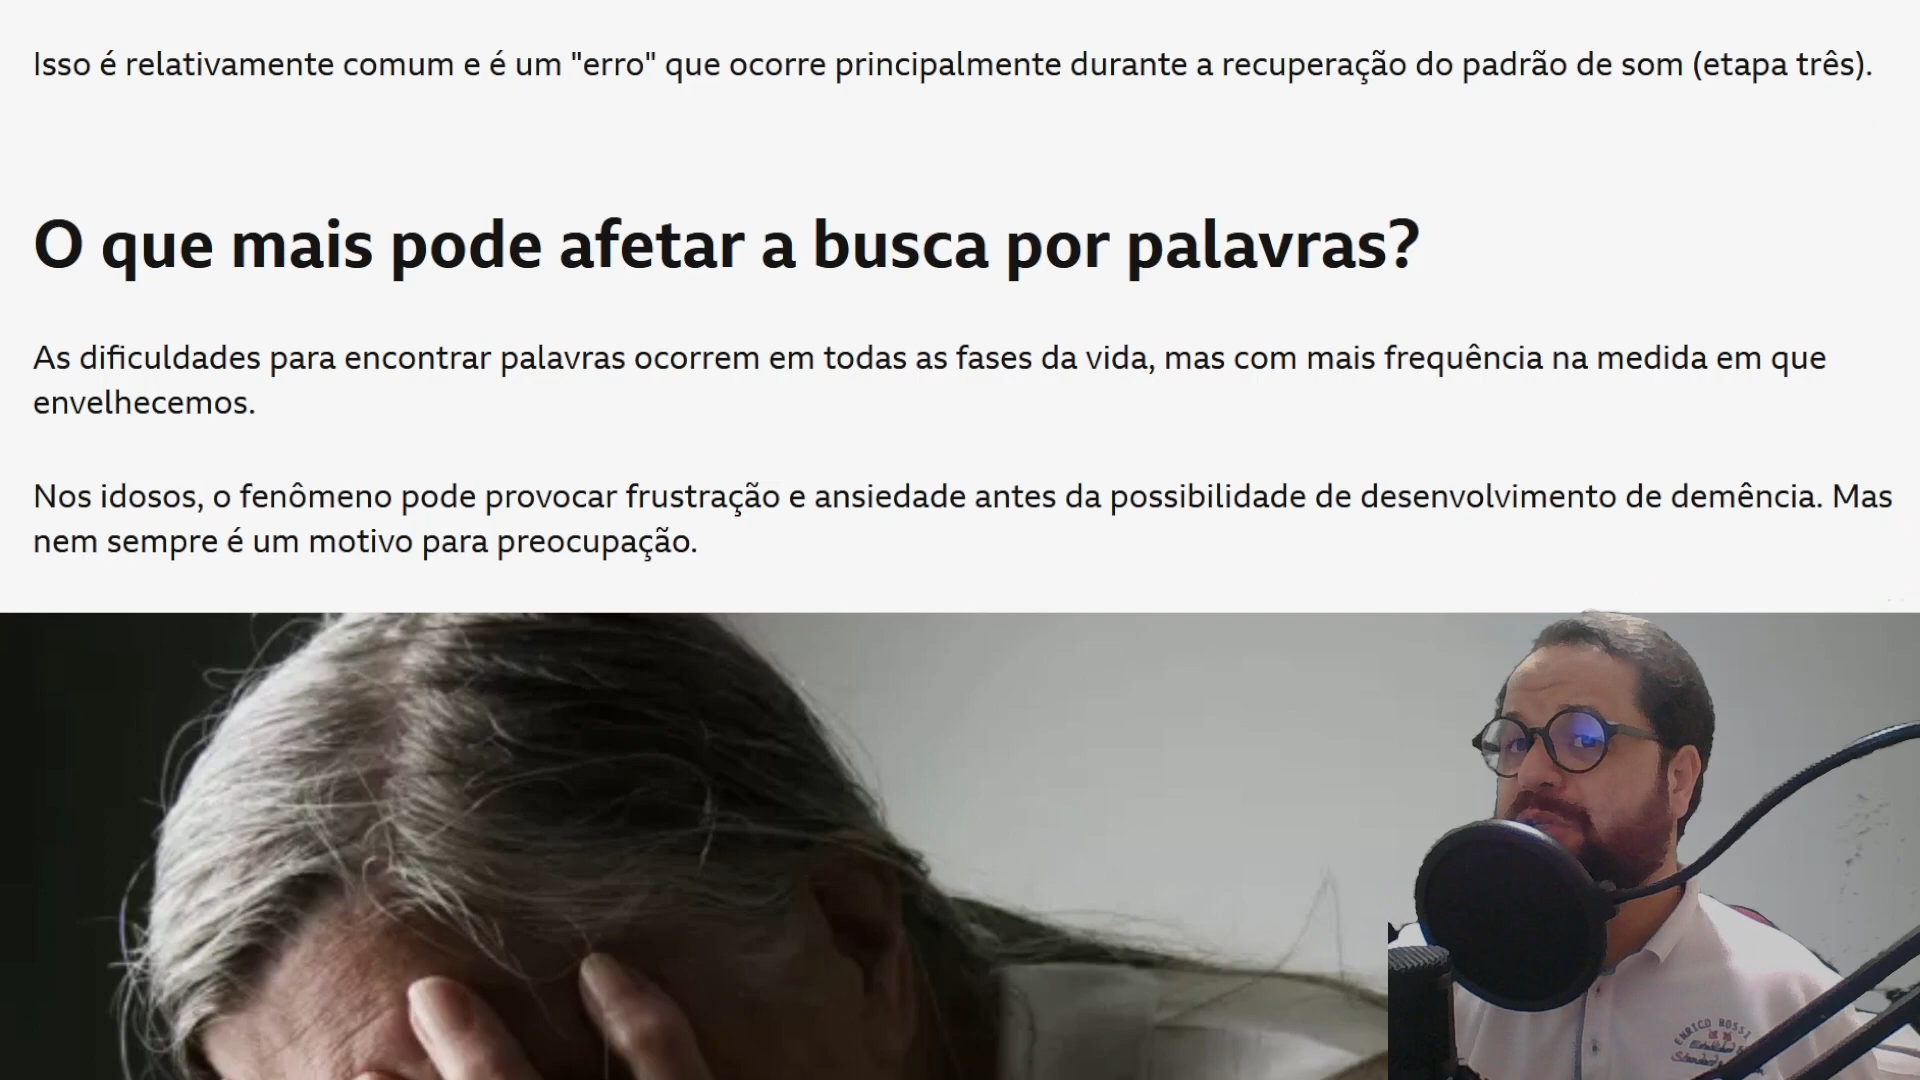 Isso é relativamente comum e é um "erro" que ocorre principalmente durante a recuperação do padrão de som (etapa três).
O que mais pode afetar a busca por palavras?
As dificuldades para encontrar palavras ocorrem em todas as fases da vida, mas com mais frequência na medida em que
envelhecemos.
Nos idosos, o fenômeno pode provocar frustração e ansiedade antes da possibilidade de desenvolvimento de demência. Mas
nem sempre é um motivo para preocupação.
ENRICO ROSSI